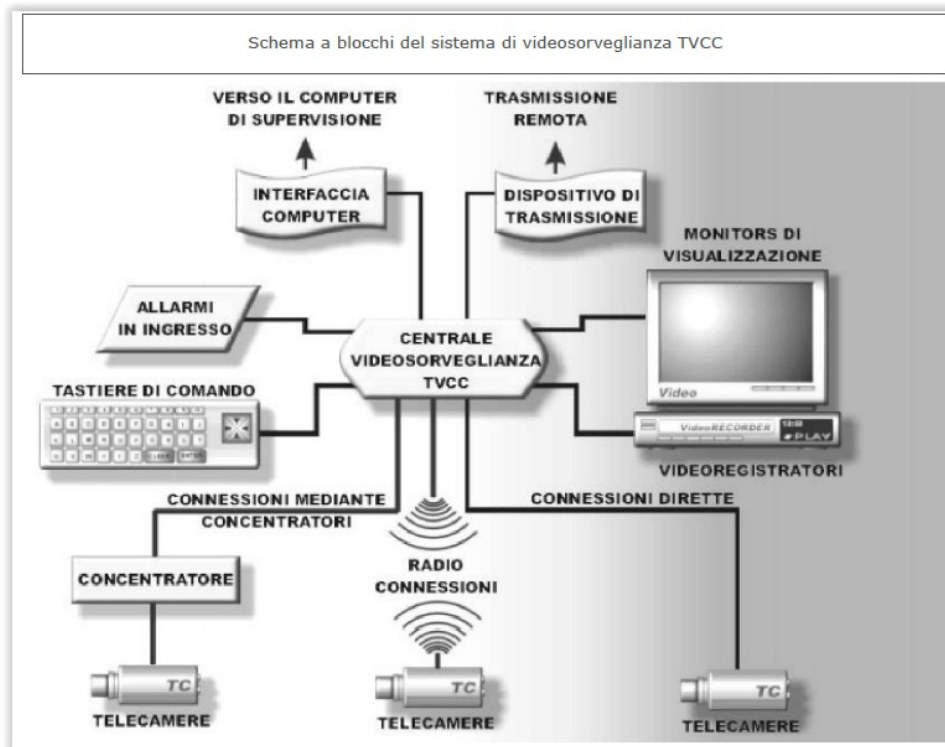 Schema a blocchi del sistema di videosorveglianza TVCC
VERSO IL COMPUTER
DI SUPERVISIONE
TRASMISSIONE
REMOTA
INTERFACCIA
COMPUTER
DISPOSITIVO DI
TRASMISSIONE
MONITORS DI
VISUALIZZAZIONE
ALLARMI
IN INGRESSO
CENTRALE
VIDEOSORVEGLIANZA
TVCC
Video
TASTIERE DI COMANDO
VideoRECORDER
PLAY
VIDEOREGISTRATORI
CONNESSIONI MEDIANTE
CONCENTRATORI
CONNESSIONI DIRETTE
CONCENTRATORE
RADIO
CONNESSIONI
TC
TELECAMERE
TC
TELECAMERE
TC
TELECAMERE